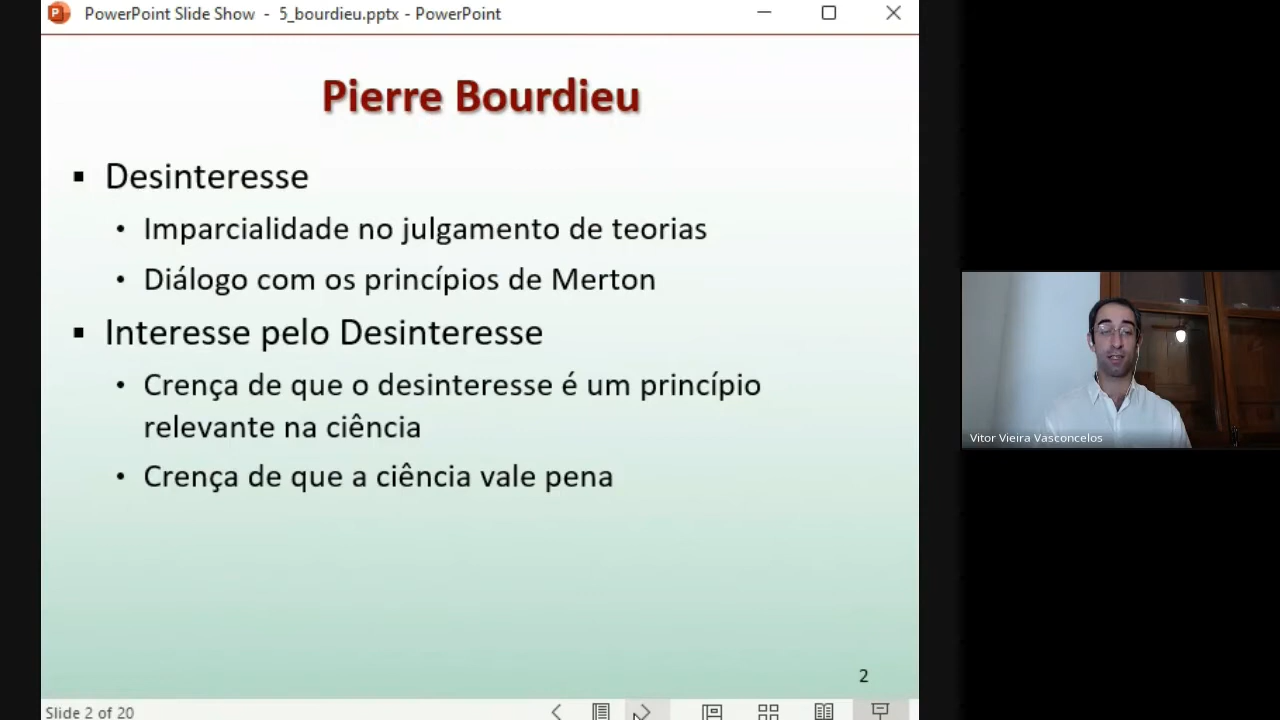 PowerPoint Slide Show - 5_bourdieu.pptx - PowerPoint
Pierre Bourdieu
Desinteresse
Imparcialidade no julgamento de teorias
Diálogo com os princípios de Merton
Interesse pelo Desinteresse
Crença de que o desinteresse é um princípio
relevante na ciência
Crença de que a ciência vale pena
2
Vitor Vieira Vasconcelos
Slide 2 of 20